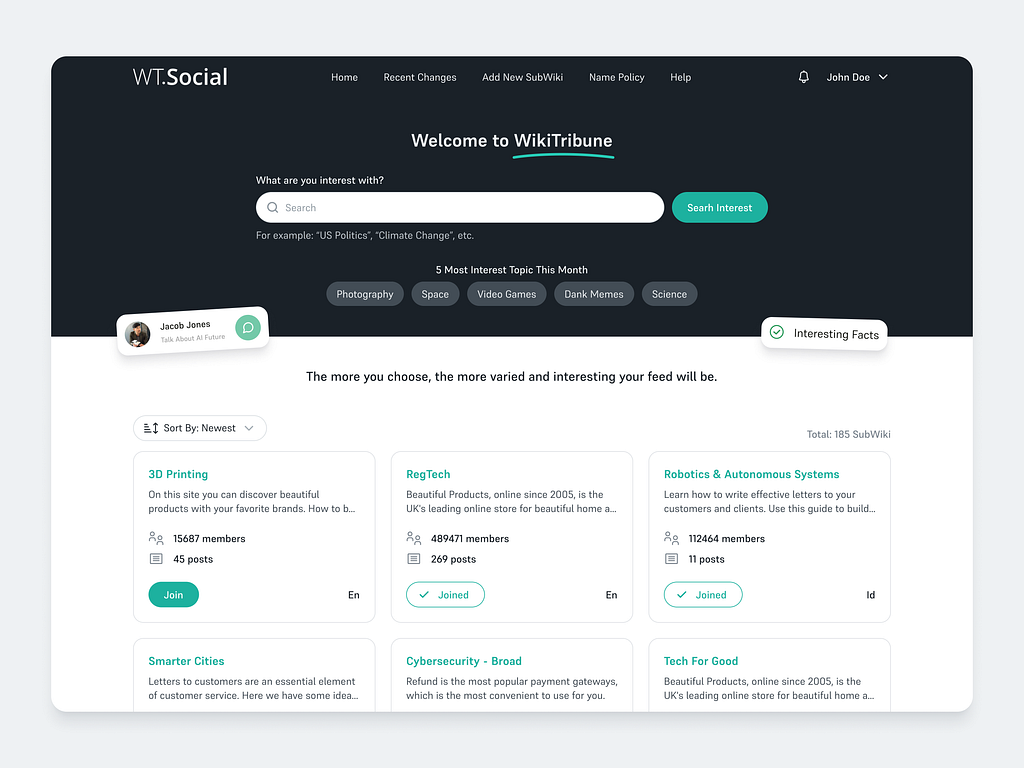 WT.Social
Home
Recent Changes
Add New SubWiki
Name Policy
Help
John Doe
Welcome to WikiTribune
What are you interest with?
Search
Searh Interest
For example: “US Politics”, “Climate Change”, etc.
5 Most Interest Topic This Month
Photography
Space
Video Games
Dank Memes
Science
Jacob Jones
Talk About AI Future
Interesting Facts
The more you choose, the more varied and interesting your feed will be.
Sort By: Newest
Total: 185 SubWiki
3D Printing
On this site you can discover beautiful
products with your favorite brands. How to b...
15687 members
45 posts
Join
En
RegTech
Beautiful Products, online since 2005, is the
UK's leading online store for beautiful home a...
489471 members
269 posts
Joined
En
Robotics & Autonomous Systems
Learn how to write effective letters to your
customers and clients. Use this guide to build...
112464 members
11 posts
Joined
Id
Smarter Cities
Letters to customers are an essential element
of customer service. Here we have some idea...
Cybersecurity - Broad
Refund is the most popular payment gateways,
which is the most convenient to use for you.
Tech For Good
Beautiful Products, online since 2005, is the
UK's leading online store for beautiful home a...